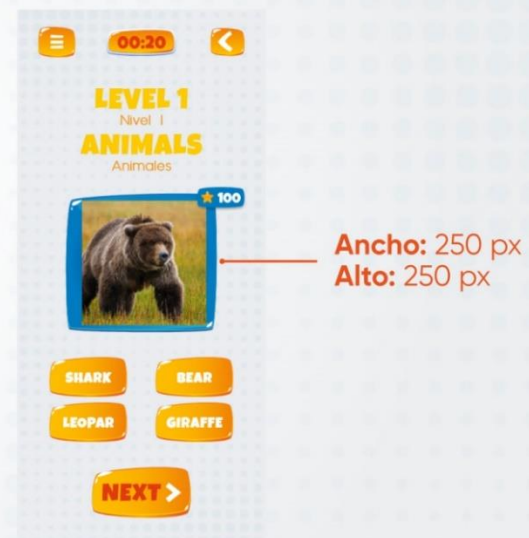 00:20
LEVEL 1
Nivel 1
ANIMALS
Animales
100
SHARK
BEAR
LEOPAR
GIRAFFE
NEXT >
Ancho: 250 px
Alto: 250 px